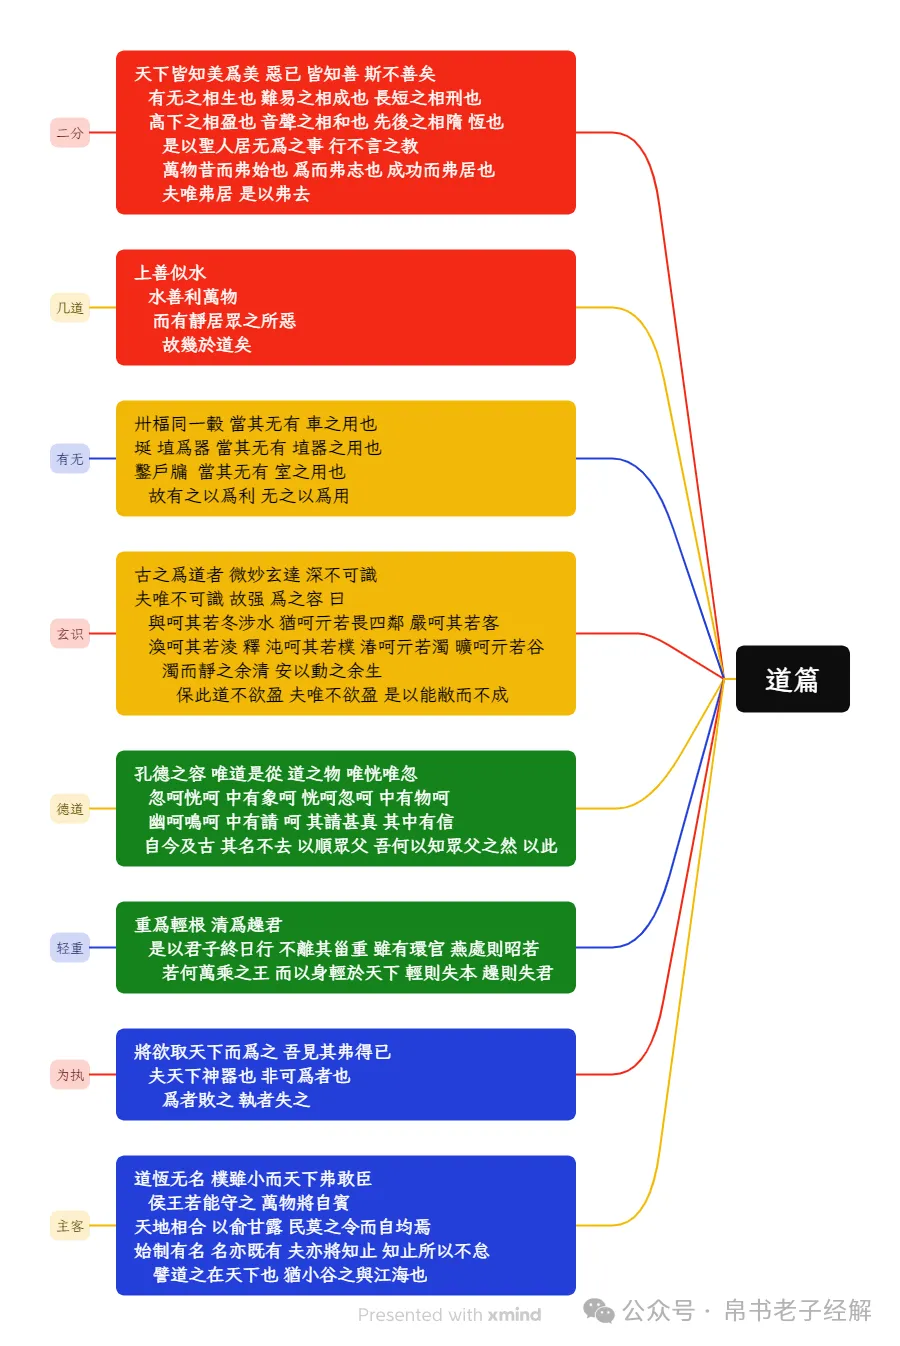 二分
天下皆知美爲美 惡已 皆知善 斯不善矣
有无之相生也 難易之相成也 長短之相刑也
高下之相盈也 音聲之相和也 先後之相隋 恆也
是以聖人居无爲之事 行不言之教
萬物昔而弗始也 爲而弗志也 成功而弗居也
夫唯弗居 是以弗去
几道
上善似水
水善利萬物
而有靜居眾之所惡
故幾於道矣
有无
卅楅同一轂 當其无有 車之用也
埏 埴爲器 當其无有 埴器之用也
鑿戶牖 當其无有 室之用也
故有之以爲利 无之以爲用
玄识
古之爲道者 微妙玄達 深不可識
夫唯不可識 故强 爲之容 曰
與呵其若冬涉水 猶呵亓若畏四鄰 嚴呵其若客
渙呵其若淩 釋 沌呵其若樸 湷呵亓若濁 曠呵亓若谷
濁而靜之余清 安以動之余生
保此道不欲盈 夫唯不欲盈 是以能敝而不成
德道
孔德之容 唯道是從 道之物 唯恍唯忽
忽呵恍呵 中有象呵 恍呵忽呵 中有物呵
幽呵鳴呵 中有請 呵 其請甚真 其中有信
自今及古 其名不去 以順眾父 吾何以知眾父之然 以此
轻重
重爲輕根 清爲趮君
是以君子終日行 不離其甾重 雖有環官 燕處則昭若
若何萬乘之王 而以身輕於天下 輕則失本 趮則失君
为执
將欲取天下而爲之 吾見其弗得已
夫天下神器也 非可爲者也
爲者敗之 執者失之
主客
道恆无名 樸雖小而天下弗敢臣
侯王若能守之 萬物將自賓
天地相合 以俞甘露 民莫之令而自均焉
始制有名 名亦既有 夫亦將知止 知止所以不怠
譬道之在天下也 猶小谷之與江海也
道篇
Presented with xmind
公众号 · 帛书老子经解